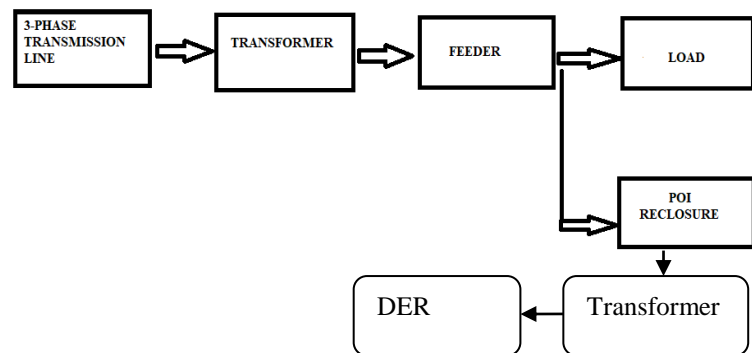 3-PHASE
TRANSMISSION
LINE
TRANSFORMER
FEEDER
LOAD
POI
RECLOSURE
DER
Transformer